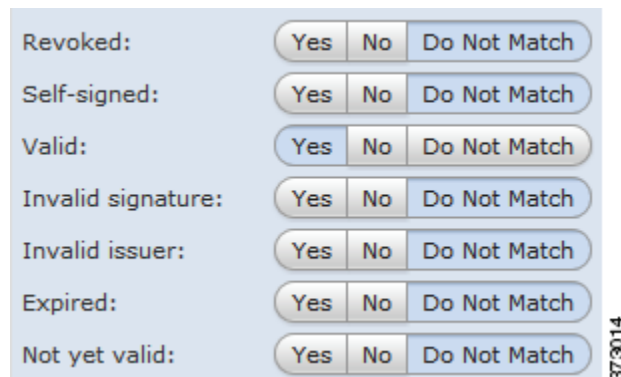 Revoked: Yes No Do Not Match
Self-signed: Yes No Do Not Match
Valid: Yes No Do Not Match
Invalid signature: Yes No Do Not Match
Invalid issuer: Yes No Do Not Match
Expired: Yes No Do Not Match
Not yet valid: Yes No Do Not Match
373014